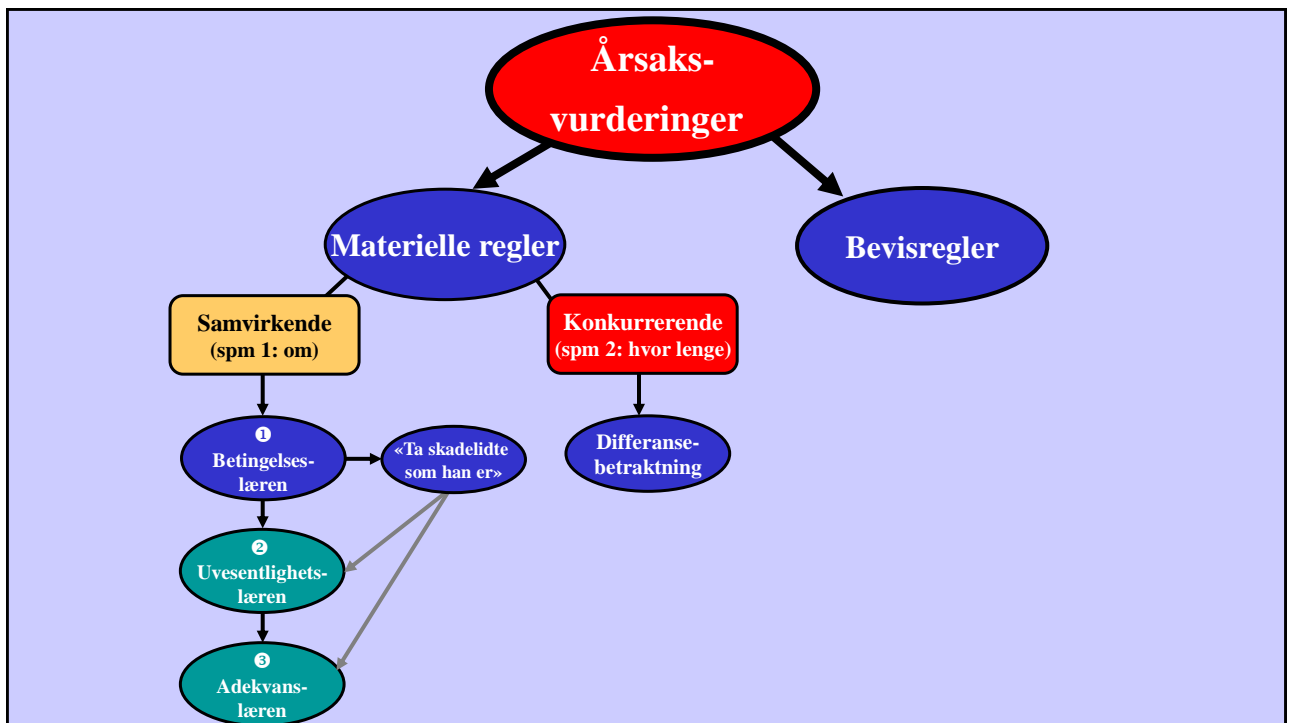 Årsaks-
vurderinger
Materielle regler
Bevisregler
Samvirkende
(spm 1: om)
Konkurrerende
(spm 2: hvor lenge)
❶
Betingelses-
læren
«Ta skadelidte
som han er»
Differanse-
betraktning
❷
Uvesentlighets-
læren
❸
Adekvans-
læren